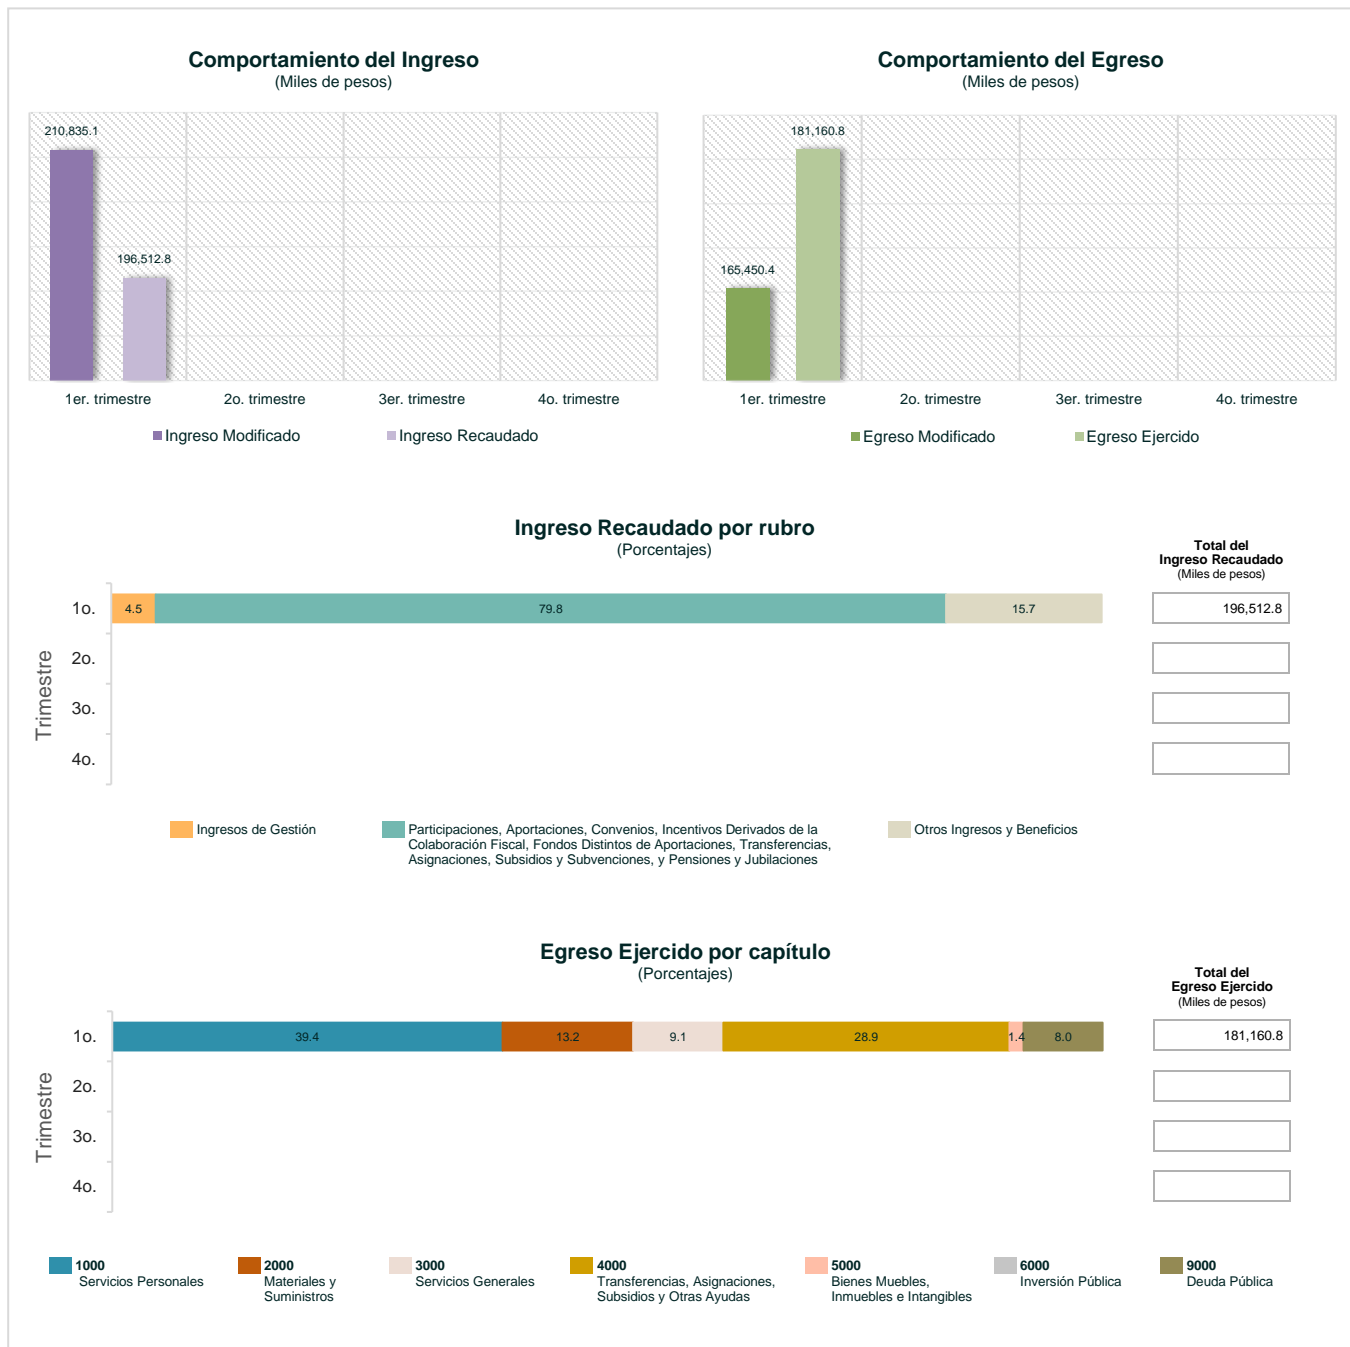 Comportamiento del Ingreso
(Miles de pesos)
210,835.1
196,512.8
1er. trimestre
2o. trimestre
3er. trimestre
4o. trimestre
Ingreso Modificado
Ingreso Recaudado
Comportamiento del Egreso
(Miles de pesos)
181,160.8
165,450.4
1er. trimestre
2o. trimestre
3er. trimestre
4o. trimestre
Egreso Modificado
Egreso Ejercido
Ingreso Recaudado por rubro
(Porcentajes)
Total del
Ingreso Recaudado
(Miles de pesos)
Trimestre
1o.
4.5
79.8
15.7
196,512.8
2o.
3o.
4o.
Ingresos de Gestión
Participaciones, Aportaciones, Convenios, Incentivos Derivados de la
Colaboración Fiscal, Fondos Distintos de Aportaciones, Transferencias,
Asignaciones, Subsidios y Subvenciones, y Pensiones y Jubilaciones
Otros Ingresos y Beneficios
Egreso Ejercido por capítulo
(Porcentajes)
Total del
Egreso Ejercido
(Miles de pesos)
Trimestre
1o.
39.4
13.2
9.1
28.9
1.4
8.0
181,160.8
2o.
3o.
4o.
1000
Servicios Personales
2000
Materiales y
Suministros
3000
Servicios Generales
4000
Transferencias, Asignaciones,
Subsidios y Otras Ayudas
5000
Bienes Muebles,
Inmuebles e Intangibles
6000
Inversión Pública
9000
Deuda Pública